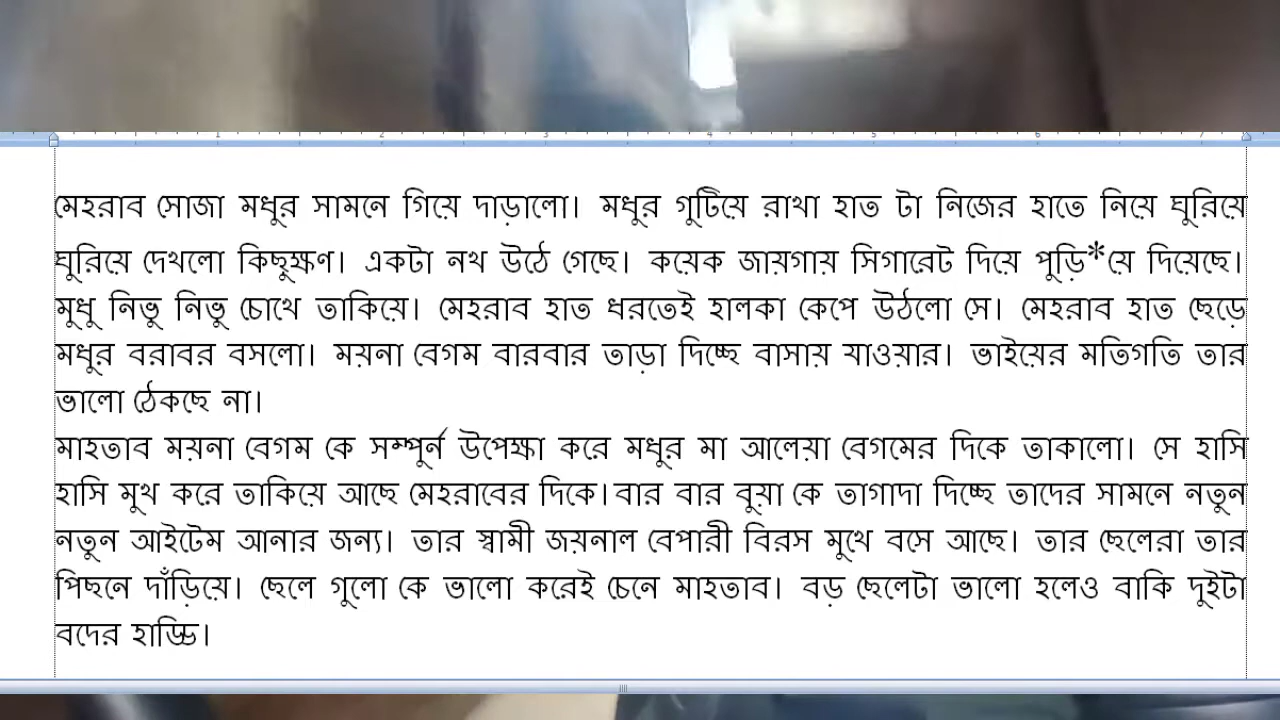 মেহরাব সোজা মধুর সামনে গিয়ে দাড়ালো। মধুর গুটিয়ে রাখা হাত টা নিজের হাতে নিয়ে ঘুরিয়ে
ঘুরিয়ে দেখলো কিছুক্ষণ। একটা নখ উঠে গেছে। কয়েক জায়গায় সিগারেট দিয়ে পুড়ি*য়ে দিয়েছে।
মুধু নিভু নিভু চোখে তাকিয়ে। মেহরাব হাত ধরতেই হালকা কেপে উঠলো সে। মেহরাব হাত ছেড়ে
মধুর বরাবর বসলো। ময়না বেগম বারবার তাড়া দিচ্ছে বাসায় যাওয়ার। ভাইয়ের মতিগতি তার
ভালো ঠেকছে না।
মাহতাব ময়না বেগম কে সম্পুর্ন উপেক্ষা করে মধুর মা আলেয়া বেগমের দিকে তাকালো। সে হাসি
হাসি মুখ করে তাকিয়ে আছে মেহরাবের দিকে। বার বার বুয়া কে তাগাদা দিচ্ছে তাদের সামনে নতুন
নতুন আইটেম আনার জন্য। তার স্বামী জয়নাল বেপারী বিরস মুখে বসে আছে। তার ছেলেরা তার
পিছনে দাঁড়িয়ে। ছেলে গুলো কে ভালো করেই চেনে মাহতাব। বড় ছেলেটা ভালো হলেও বাকি দুইটা
বদের হাড্ডি।